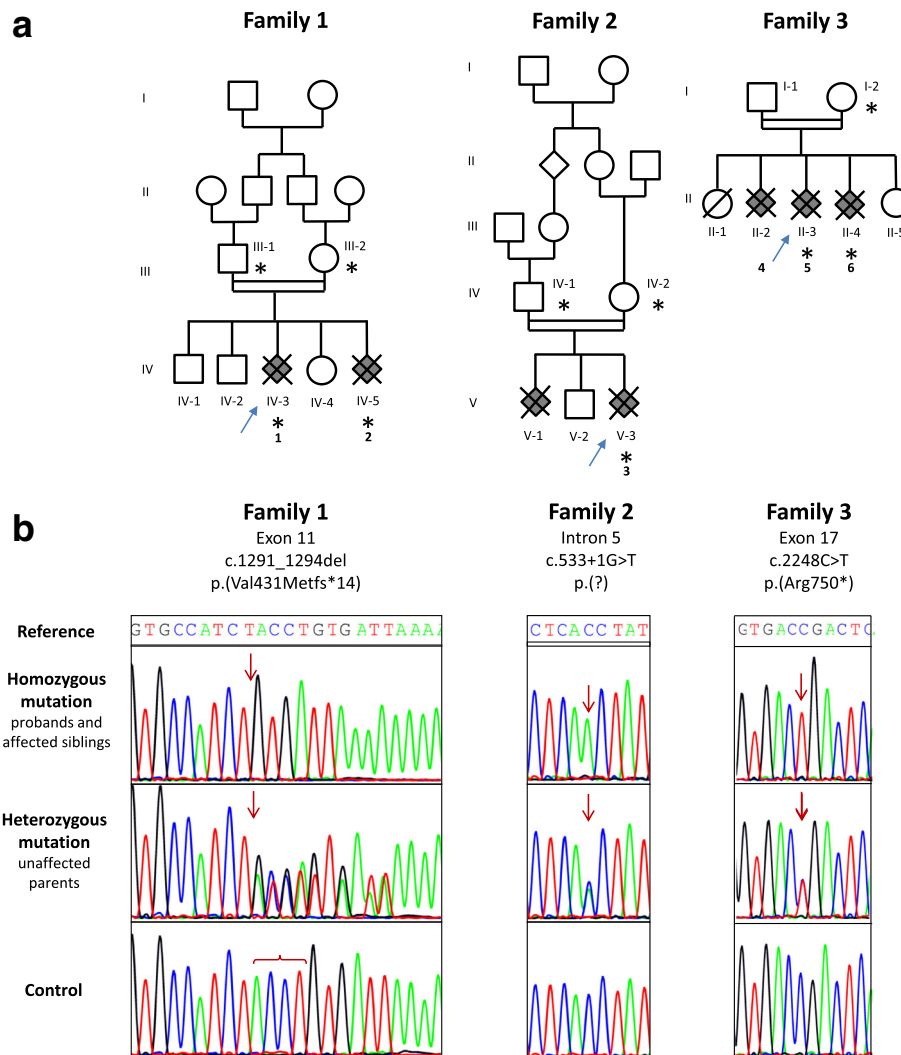 a
Family 1
Family 2
Family 3
I
II
III
III-1
*
III-2
*
IV
IV-1
IV-2
IV-3
IV-4
IV-5
*
1
*
2
I
II
III
IV
IV-1
*
IV-2
*
V
V-1
V-2
V-3
*
3
I
I-1
I-2
*
II
II-1
II-2
II-3
II-4
4
*
5
*
6
b
Family 1
Exon 11
c.1291_1294del
p.(Val431Metfs*14)
Family 2
Intron 5
c.533+1G>T
p.(?)
Family 3
Exon 17
c.2248C>T
p.(Arg750*)
Reference
GTGCCATCTACCTGTGATTAAAA
CTCACCTAT
GTGACCGACTC
Homozygous
mutation
probands and
affected siblings
Heterozygous
mutation
unaffected
parents
Control